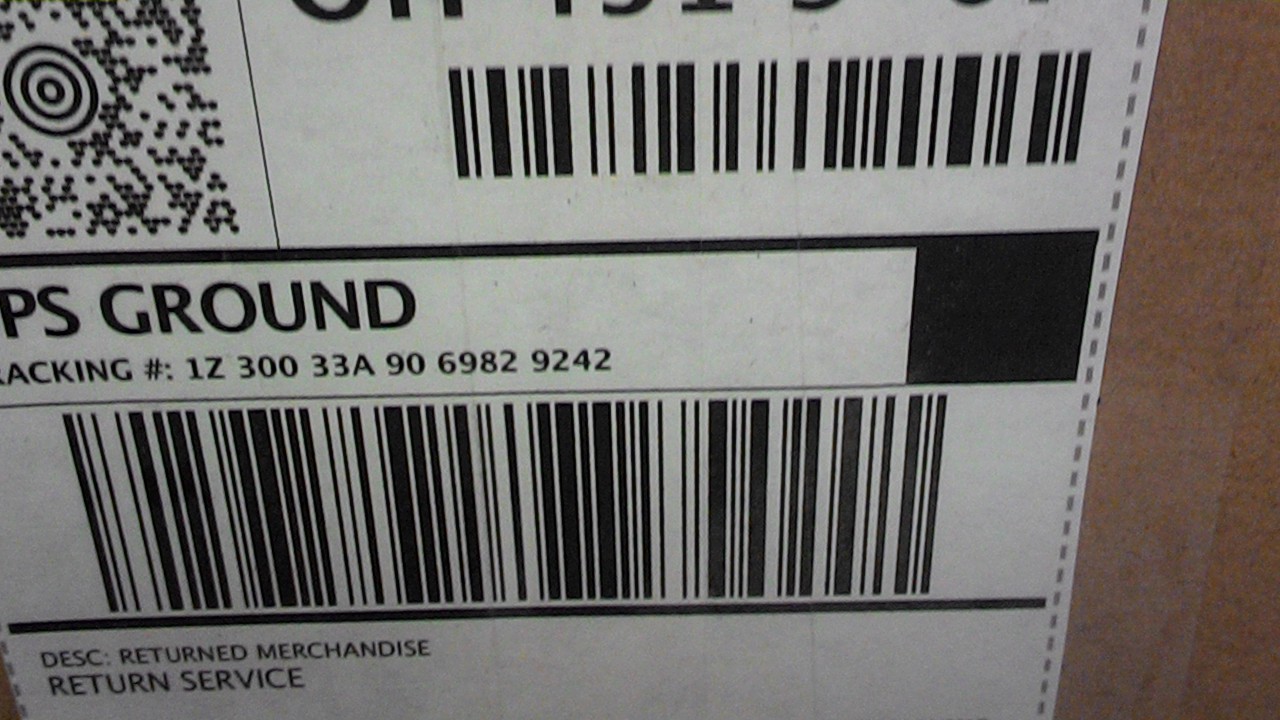 PS GROUND
RACKING #: 1Z 300 33A 90 6982 9242
DESC: RETURNED MERCHANDISE
RETURN SERVICE